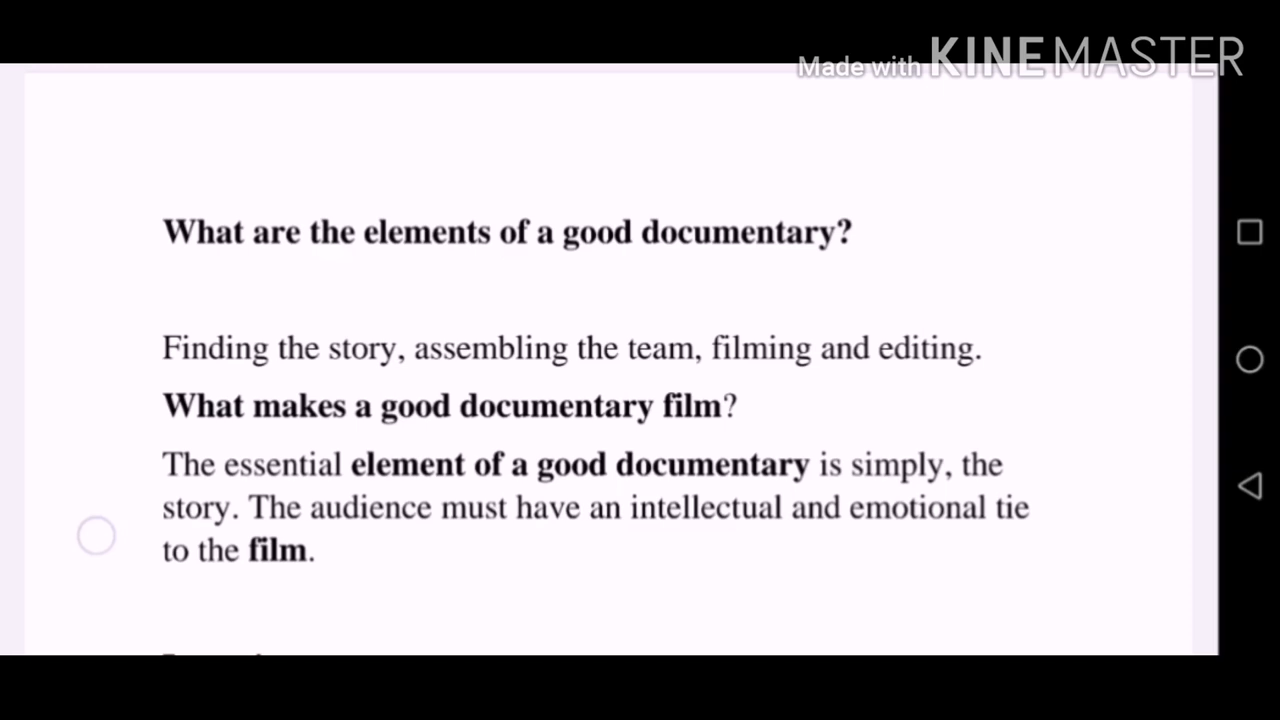 Made with KINEMASTER
What are the elements of a good documentary?
Finding the story, assembling the team, filming and editing.
What makes a good documentary film?
The essential element of a good documentary is simply, the
story. The audience must have an intellectual and emotional tie
to the film.